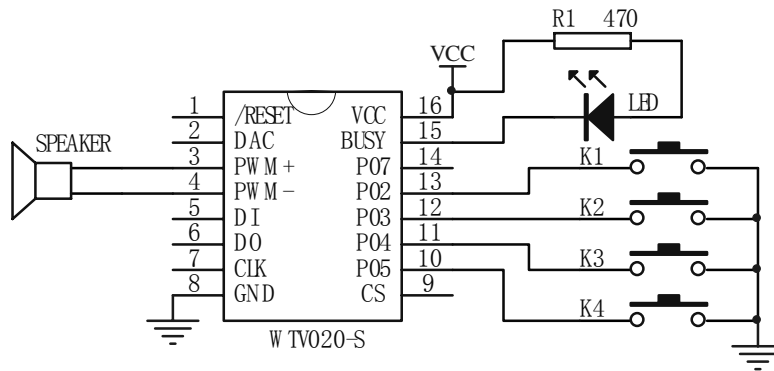 R1 470
VCC
LED
1 /RESET VCC 16
2 DAC BUSY 15
SPEAKER
3 PWM+ P07 14
4 PWM- P02 13
5 DI P03 12
6 DO P04 11
7 CLK P05 10
8 GND CS 9
K1
K2
K3
K4
WTV020-S